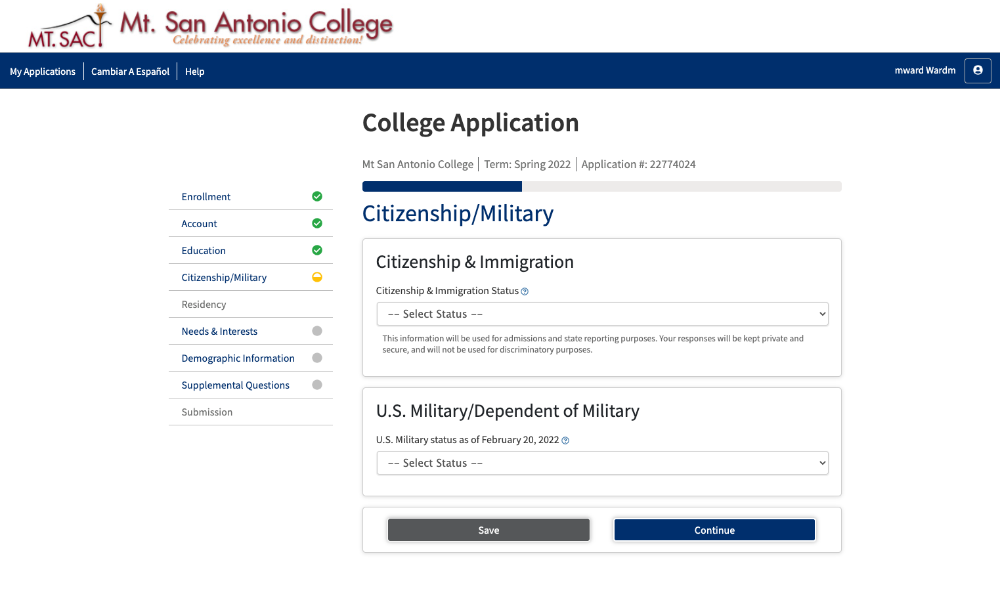 MT. SAC
Mt. San Antonio College
Celebrating excellence and distinction!
My Applications
Cambiar A Español
Help
mward Wardm
College Application
Mt San Antonio College
Term: Spring 2022
Application #: 22774024
Enrollment
Account
Education
Citizenship/Military
Residency
Needs & Interests
Demographic Information
Supplemental Questions
Submission
Citizenship/Military
Citizenship & Immigration
Citizenship & Immigration Status ?
-- Select Status --
This information will be used for admissions and state reporting purposes. Your responses will be kept private and
secure, and will not be used for discriminatory purposes.
U.S. Military/Dependent of Military
U.S. Military status as of February 20, 2022 ?
-- Select Status --
Save
Continue